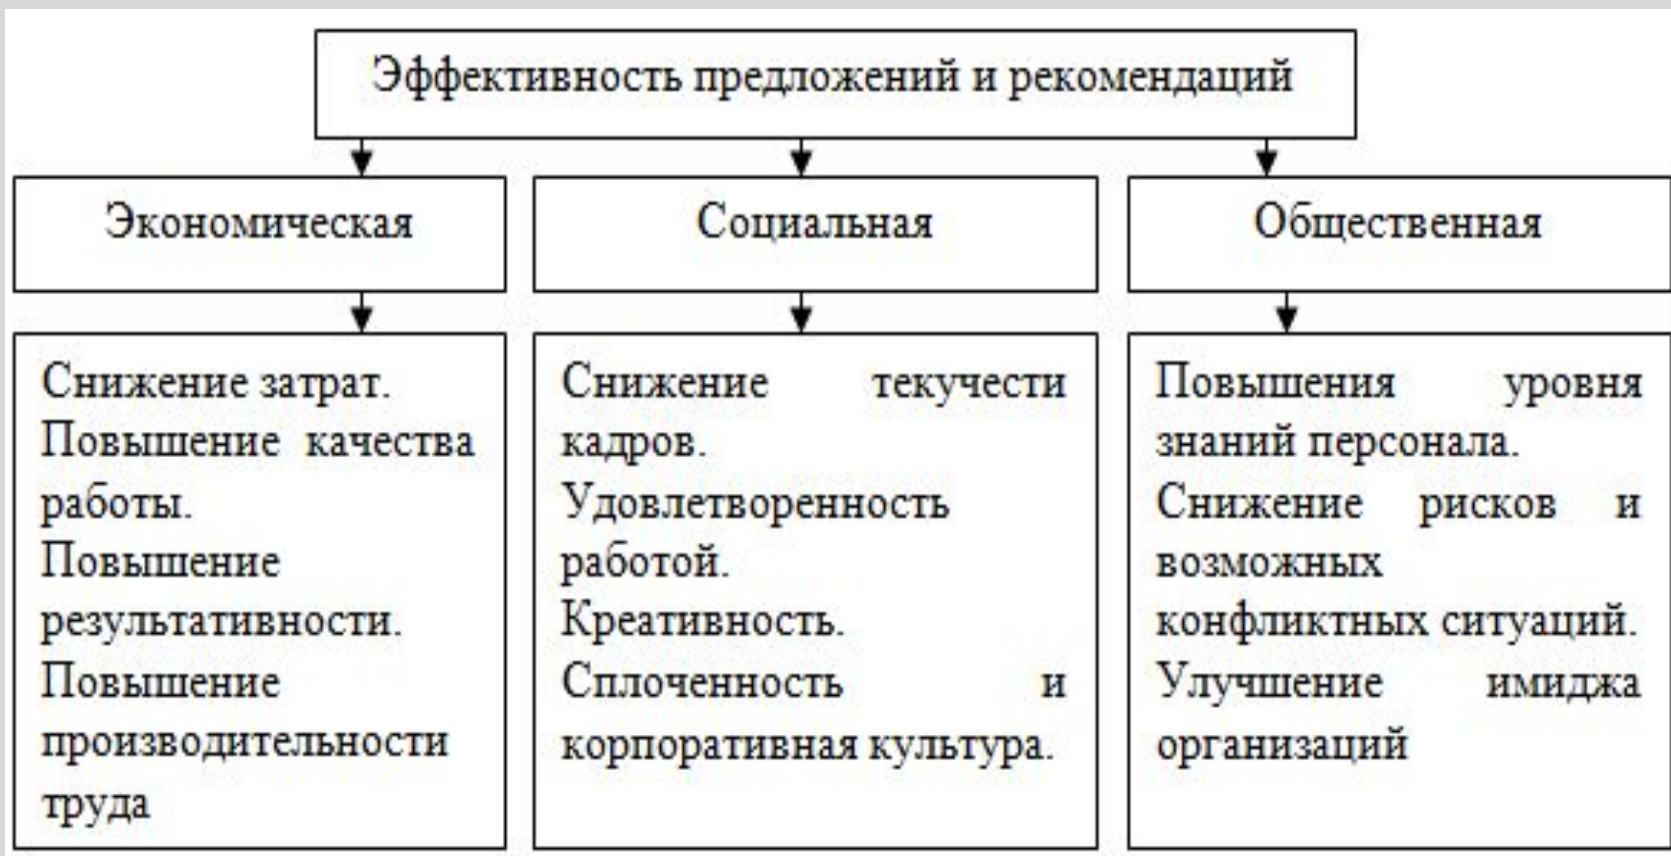 Эффективность предложений и рекомендаций
Экономическая
Социальная
Общественная
Снижение затрат.
Повышение качества
работы.
Повышение
результативности.
Повышение
производительности
труда
Снижение текучести
кадров.
Удовлетворенность
работой.
Креативность.
Сплоченность и
корпоративная культура.
Повышения уровня
знаний персонала.
Снижение рисков и
возможных
конфликтных ситуаций.
Улучшение имиджа
организаций